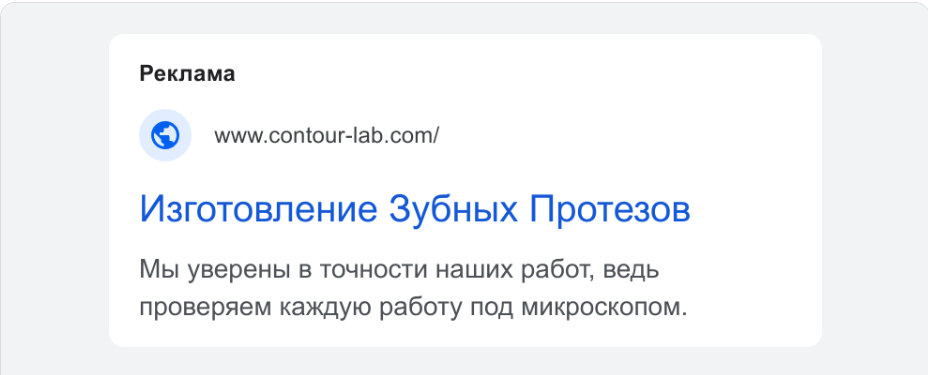 Реклама
www.contour-lab.com/
Изготовление Зубных Протезов
Мы уверены в точности наших работ, ведь
проверяем каждую работу под микроскопом.